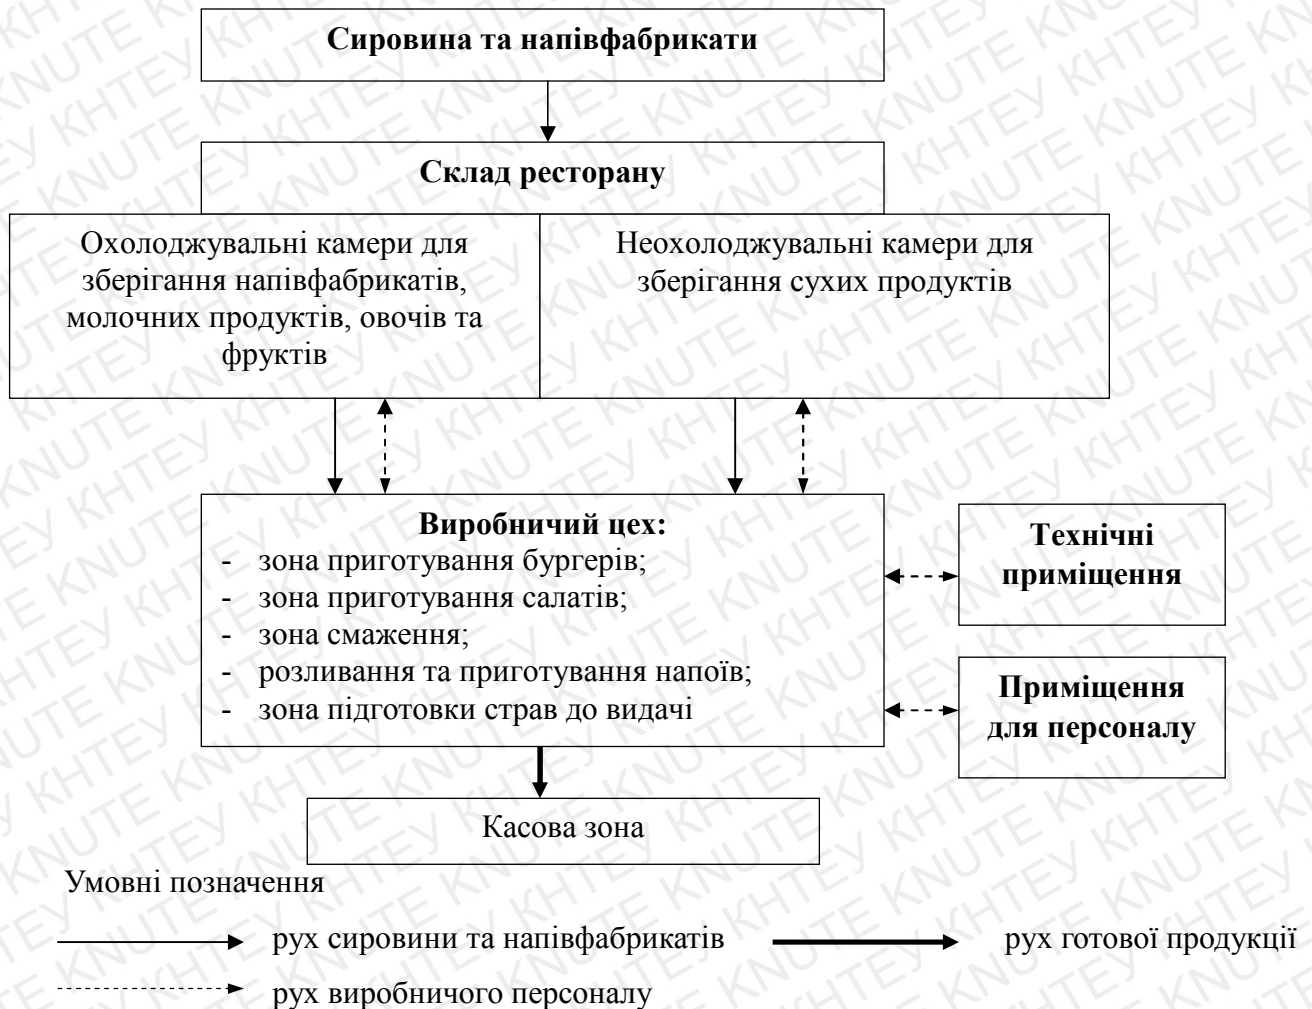 Сировина та напівфабрикати
Склад ресторану
Охолоджувальні камери для
зберігання напівфабрикатів,
молочних продуктів, овочів та
фруктів
Неохолоджувальні камери для
зберігання сухих продуктів
Виробничий цех:
- зона приготування бургерів;
- зона приготування салатів;
- зона смаження;
- розливання та приготування напоїв;
- зона підготовки страв до видачі
Технічні
приміщення
Приміщення
для персоналу
Касова зона
Умовні позначення
рух сировини та напівфабрикатів
рух готової продукції
рух виробничого персоналу